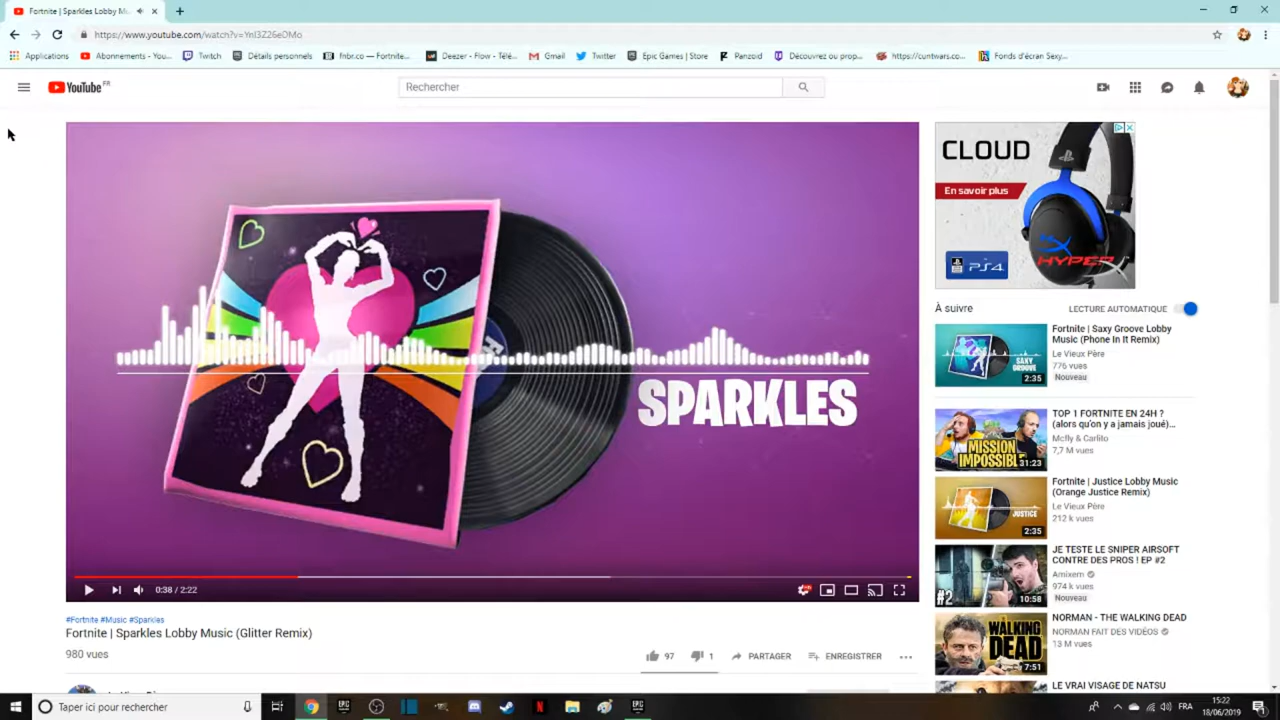 Fortnite | Sparkles Lobby Mu
https://www.youtube.com/watch?v=YnI3Z26eDMo
Applications
Abonnements - You...
Twitch
Détails personnels
fnbr.co — Fortnite...
Deezer - Flow - Télé...
Gmail
Twitter
Epic Games | Store
Panzoid
Découvrez ou prop...
https://cuntwars.co...
Fonds d'écran Sexy...
YouTube FR
Rechercher
SPARKLES
0:38 / 2:22
#Fortnite #Music #Sparkles
Fortnite | Sparkles Lobby Music (Glitter Remix)
980 vues
97
1
PARTAGER
ENREGISTRER
CLOUD
En savoir plus
PS4
HYPER
À suivre
LECTURE AUTOMATIQUE
SAXY
GROOVE
2:35
Fortnite | Saxy Groove Lobby
Music (Phone In It Remix)
Le Vieux Père
776 vues
Nouveau
MISSION
IMPOSSIBLE
31:23
TOP 1 FORTNITE EN 24H ?
(alors qu'on y a jamais joué)...
Mcfly & Carlito
7,7 M vues
JUSTICE
2:35
Fortnite | Justice Lobby Music
(Orange Justice Remix)
Le Vieux Père
212 k vues
#2
10:58
JE TESTE LE SNIPER AIRSOFT
CONTRE DES PROS ! EP #2
Amixem
974 k vues
Nouveau
WALKING
DEAD
7:51
NORMAN - THE WALKING DEAD
NORMAN FAIT DES VIDÉOS
13 M vues
LE VRAI VISAGE DE NATSU
Taper ici pour rechercher
EPIC
EPIC
FRA
15:22
18/06/2019
1